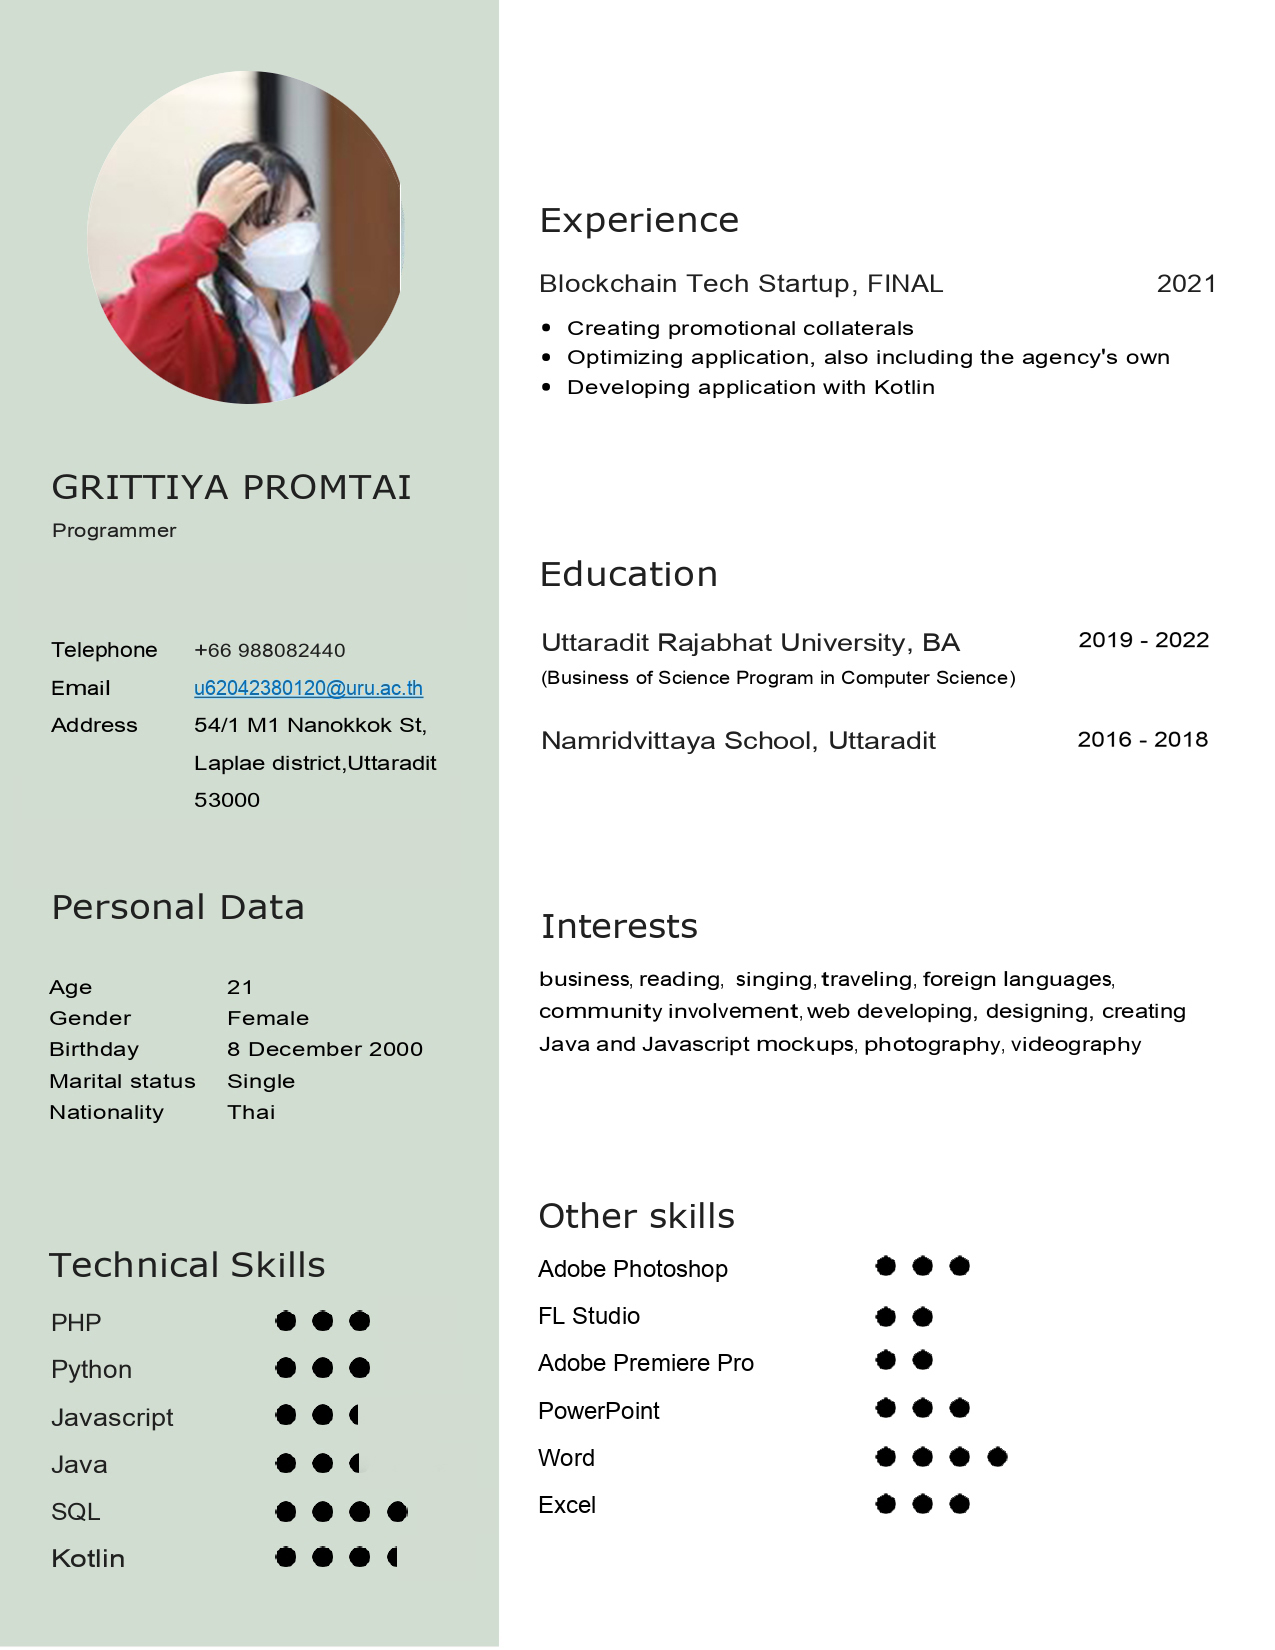 GRITTIYA PROMTAI
Programmer
Telephone +66 988082440
Email u62042380120@uru.ac.th
Address 54/1 M1 Nanokkok St,
Laplae district,Uttaradit
53000
Personal Data
Age 21
Gender Female
Birthday 8 December 2000
Marital status Single
Nationality Thai
Technical Skills
PHP
Python
Javascript
Java
SQL
Kotlin
Experience
Blockchain Tech Startup, FINAL 2021
• Creating promotional collaterals
• Optimizing application, also including the agency's own
• Developing application with Kotlin
Education
Uttaradit Rajabhat University, BA 2019 - 2022
(Business of Science Program in Computer Science)
Namridvittaya School, Uttaradit 2016 - 2018
Interests
business, reading, singing, traveling, foreign languages,
community involvement, web developing, designing, creating
Java and Javascript mockups, photography, videography
Other skills
Adobe Photoshop
FL Studio
Adobe Premiere Pro
PowerPoint
Word
Excel